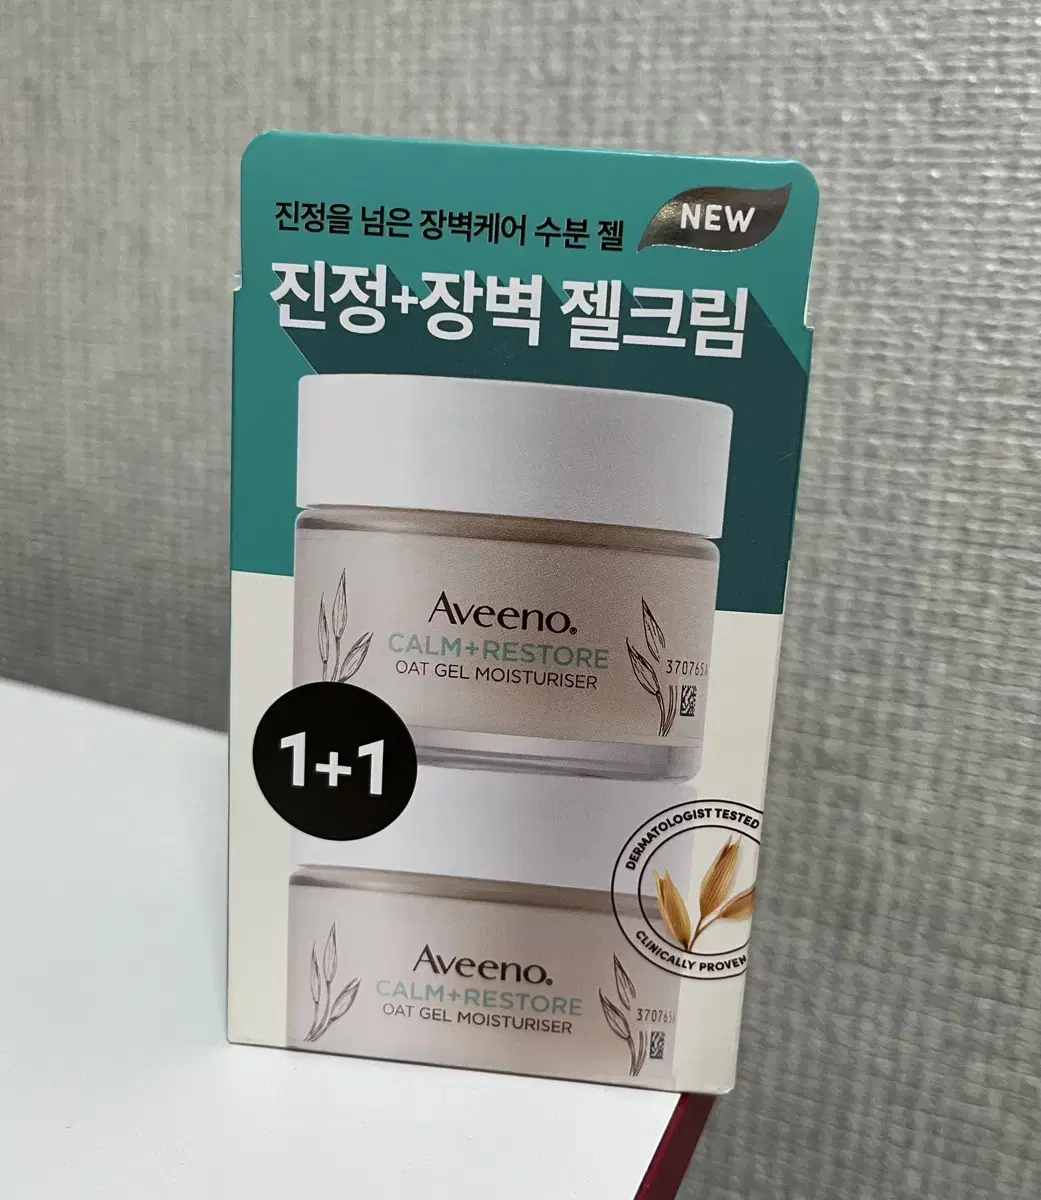 진정을 넘은 장벽케어 수분 젤
NEW
진정+장벽 젤크림
Aveeno®
CALM+RESTORE
OAT GEL MOISTURISER
1+1
DERMATOLOGIST TESTED
CLINICALLY PROVEN
Aveeno®
CALM+RESTORE
OAT GEL MOISTURISER